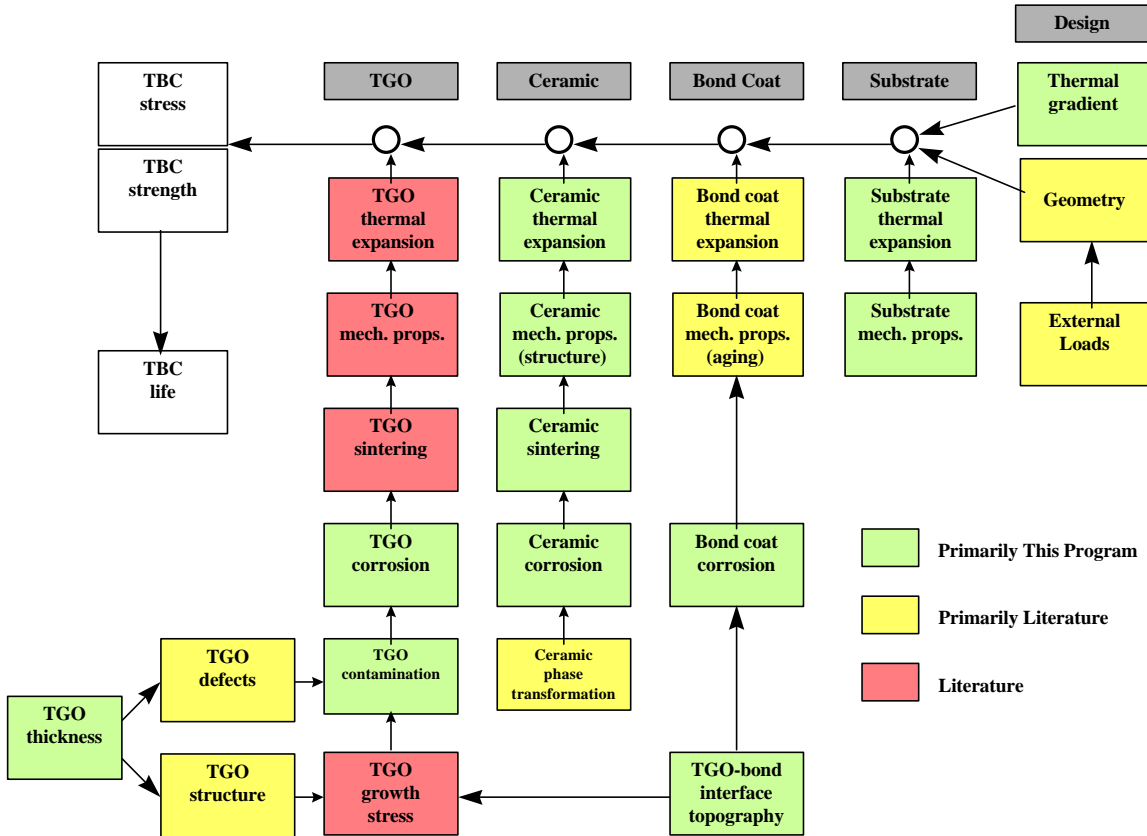 Design
TBC
stress
TGO
Ceramic
Bond Coat
Substrate
Thermal
gradient
TBC
strength
TGO
thermal
expansion
Ceramic
thermal
expansion
Bond coat
thermal
expansion
Substrate
thermal
expansion
Geometry
TGO
mech. props.
Ceramic
mech. props.
(structure)
Bond coat
mech. props.
(aging)
Substrate
mech. props.
External
Loads
TBC
life
TGO
sintering
Ceramic
sintering
TGO
corrosion
Ceramic
corrosion
Bond coat
corrosion
Primarily This Program
Primarily Literature
Literature
TGO
defects
TGO
contamination
Ceramic
phase
transformation
TGO
thickness
TGO
structure
TGO
growth
stress
TGO-bond
interface
topography